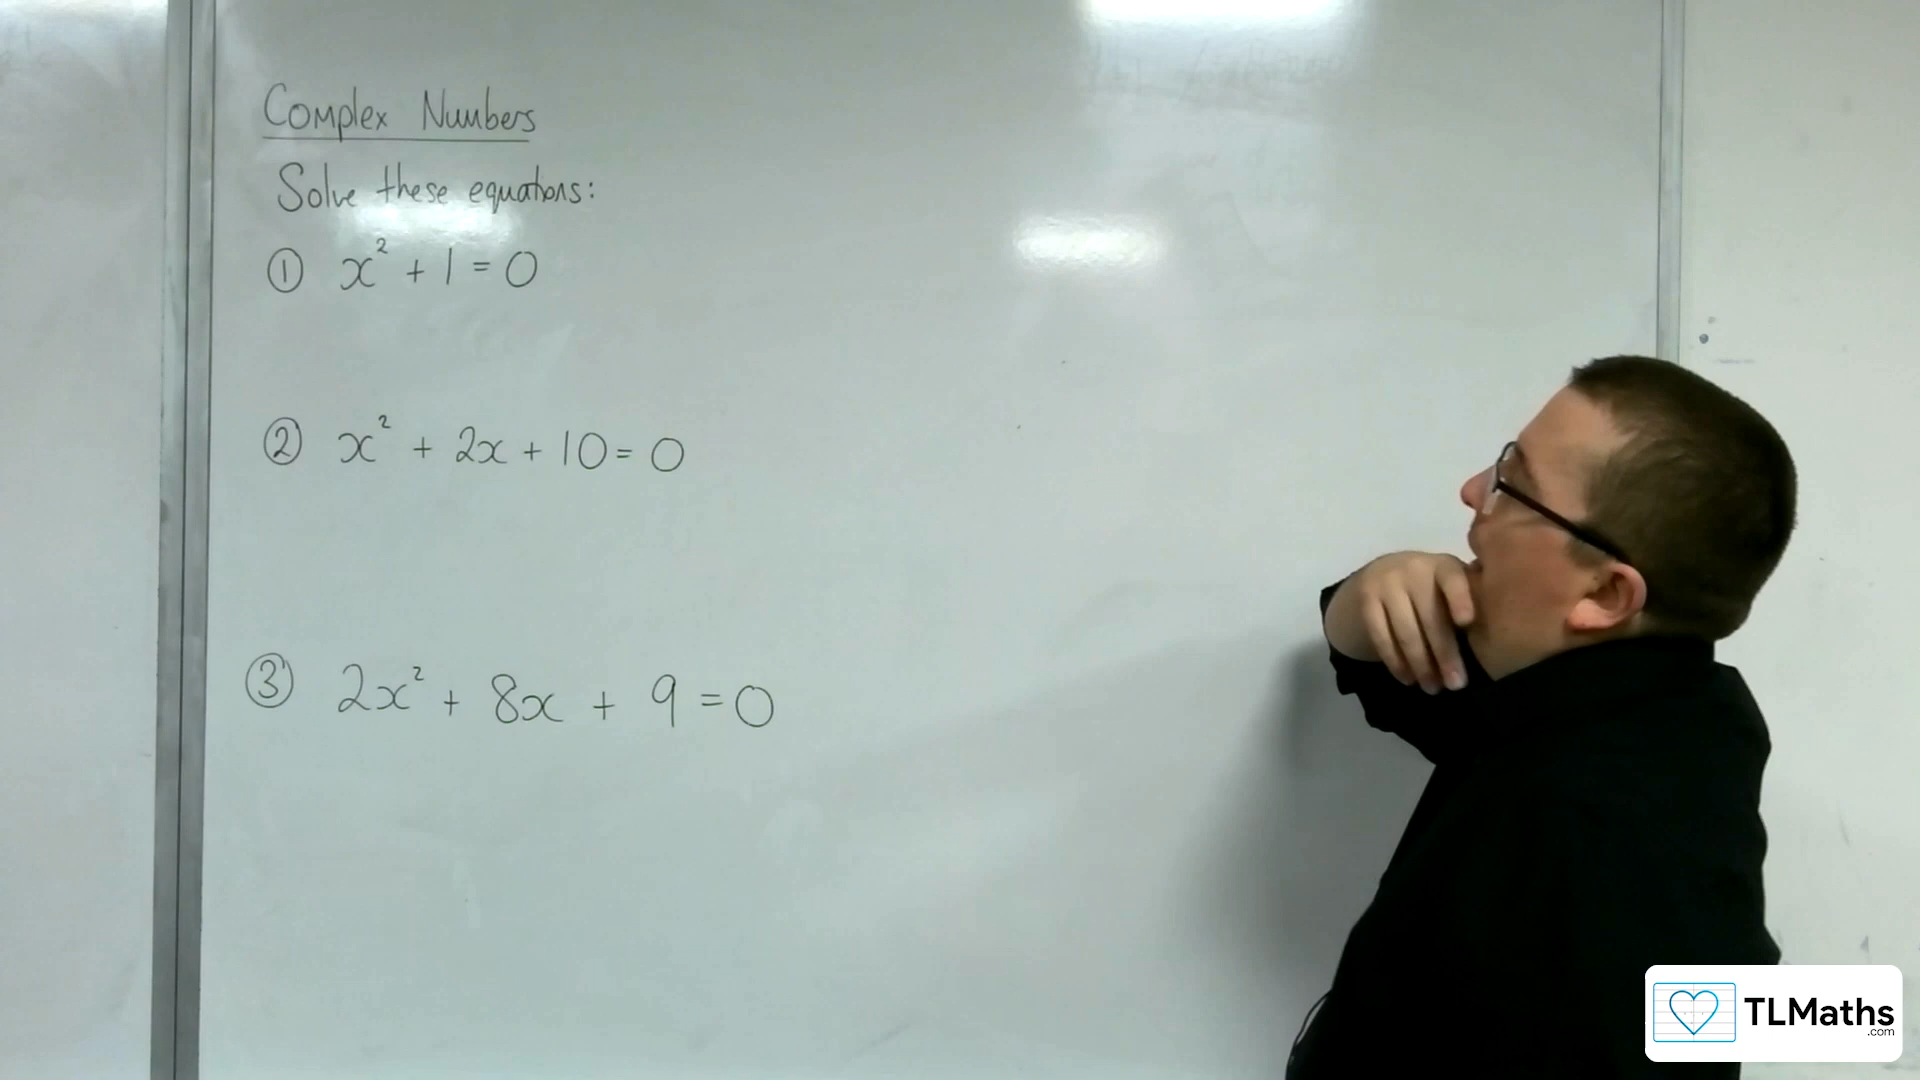 Complex Numbers
Solve these equations:
① x² + 1 = 0
② x² + 2x + 10 = 0
③ 2x² + 8x + 9 = 0
TLMaths
.com